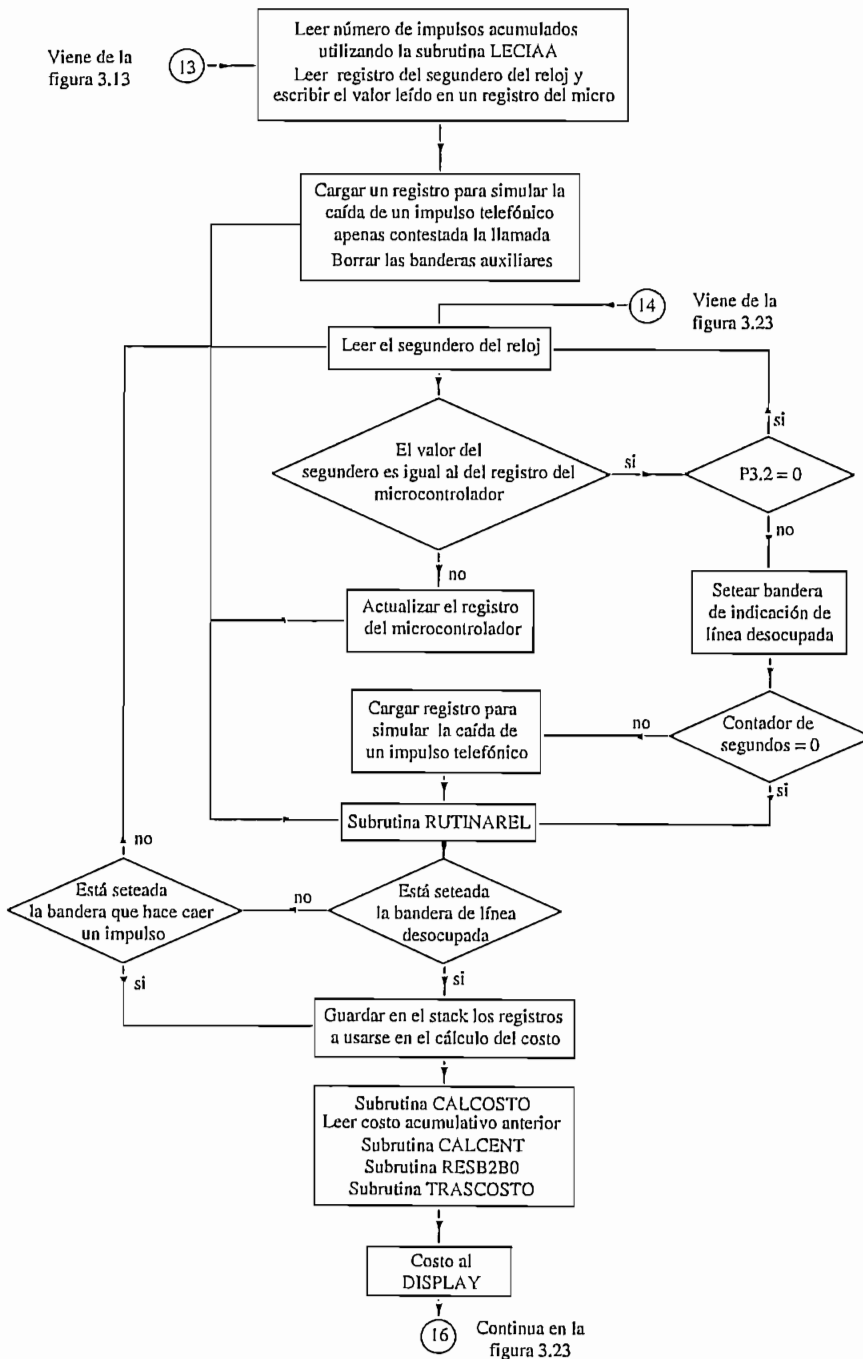 Leer número de impulsos acumulados
utilizando la subrutina LECIAA
Leer registro del segundero del reloj y
escribir el valor leído en un registro del micro
Viene de la
figura 3.13
13
Cargar un registro para simular la
caída de un impulso telefónico
apenas contestada la llamada
Borrar las banderas auxiliares
14
Viene de la
figura 3.23
Leer el segundero del reloj
si
El valor del
segundero es igual al del registro del
microcontrolador
si
P3.2 = 0
no
no
Actualizar el registro
del microcontrolador
Setear bandera
de indicación de
línea desocupada
Cargar registro para
simular la caída de
un impulso telefónico
no
Contador de
segundos = 0
si
Subrutina RUTINAREL
no
Está seteada
la bandera que hace caer
un impulso
no
Está seteada
la bandera de línea
desocupada
si
si
Guardar en el stack los registros
a usarse en el cálculo del costo
Subrutina CALCOSTO
Leer costo acumulativo anterior
Subrutina CALCENT
Subrutina RESB2B0
Subrutina TRASCOSTO
Costo al
DISPLAY
16
Continua en la
figura 3.23